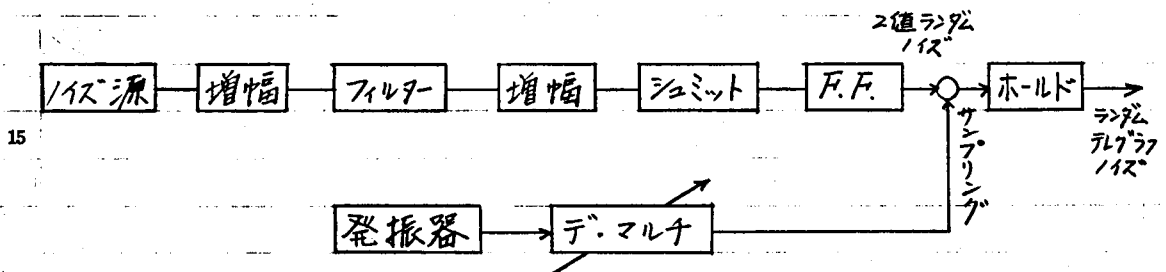 2値ランダム
ノイズ
ノイズ源
増幅
フィルター
増幅
シュミット
F.F.
ホールド
ランダム
テレグラフ
ノイズ
サンプリング
15
発振器
デ・マルチ